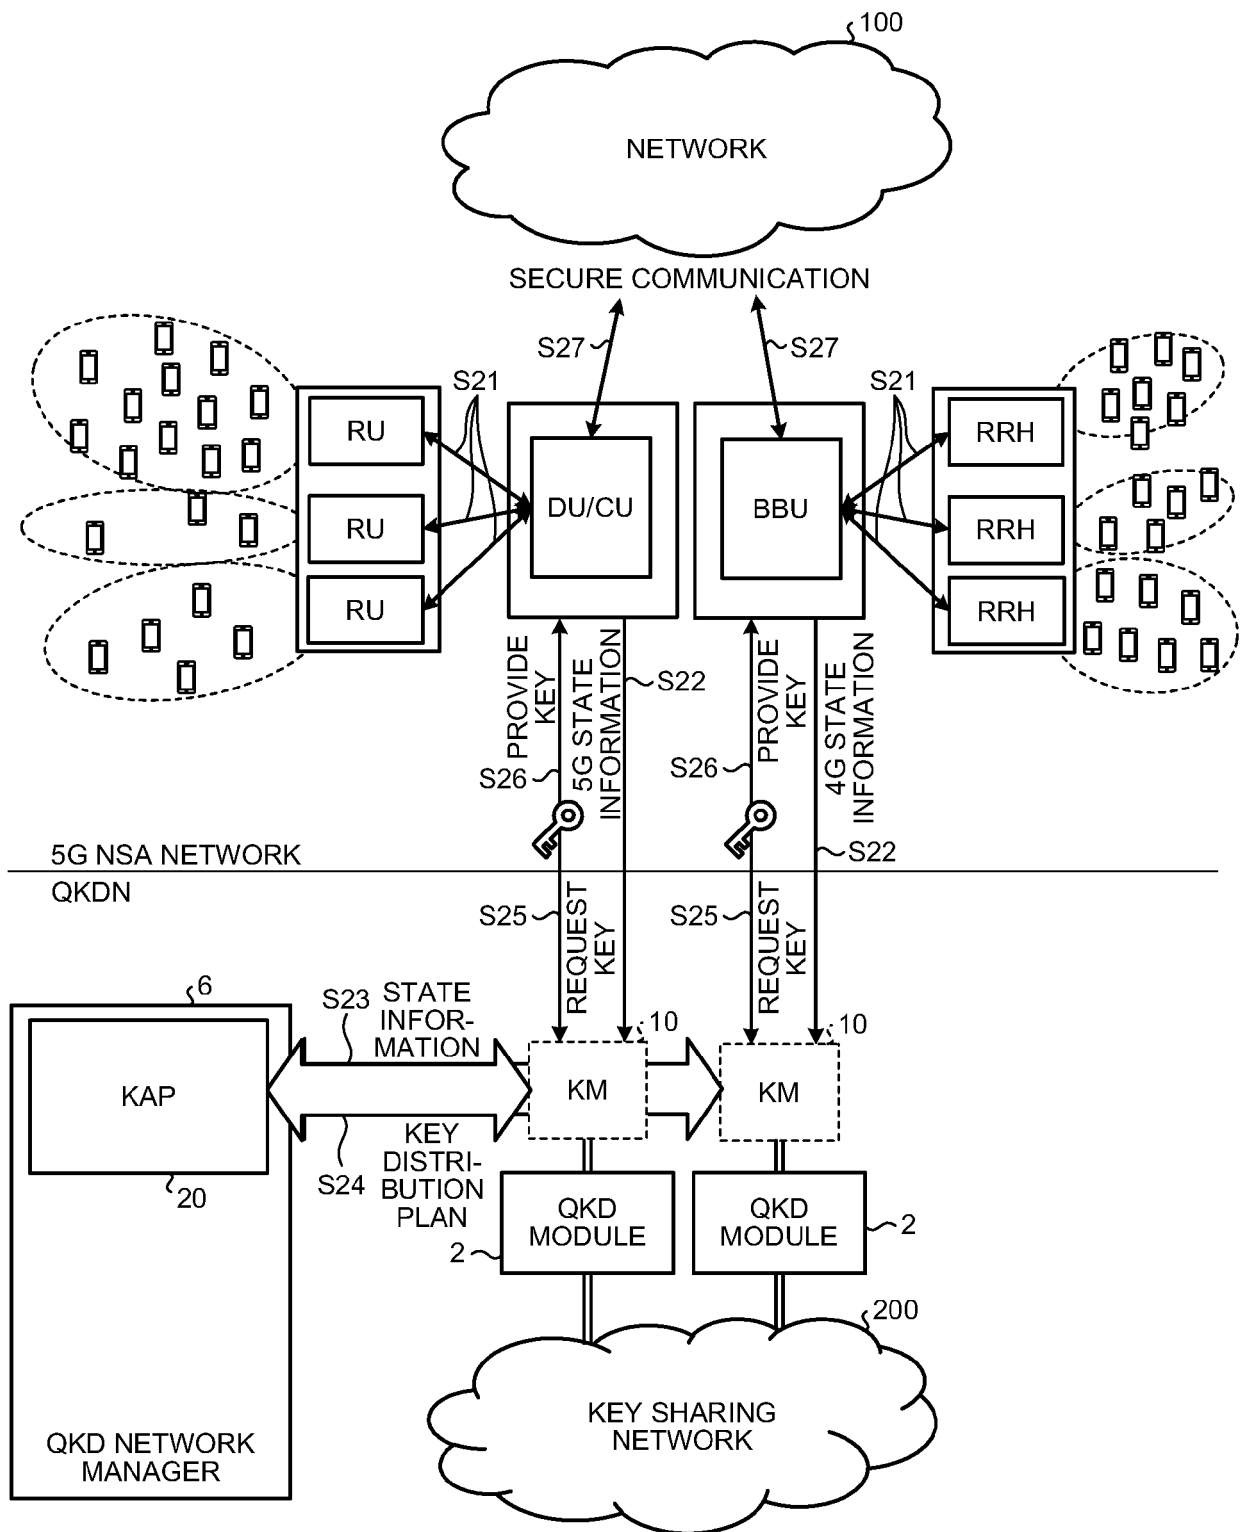 100
NETWORK
SECURE COMMUNICATION
S27
S27
S21
S21
RU
RU
RU
DU/CU
BBU
RRH
RRH
RRH
PROVIDE
KEY
5G STATE
INFORMATION
S22
S26
PROVIDE
KEY
4G STATE
INFORMATION
S26
S22
5G NSA NETWORK
QKDN
S25
REQUEST
KEY
S25
REQUEST
KEY
6
S23
STATE
INFOR-
MATION
10
10
KAP
KM
KM
20
S24
KEY
DISTRI-
BUTION
PLAN
QKD
MODULE
2
QKD
MODULE
2
200
KEY SHARING
NETWORK
QKD NETWORK
MANAGER